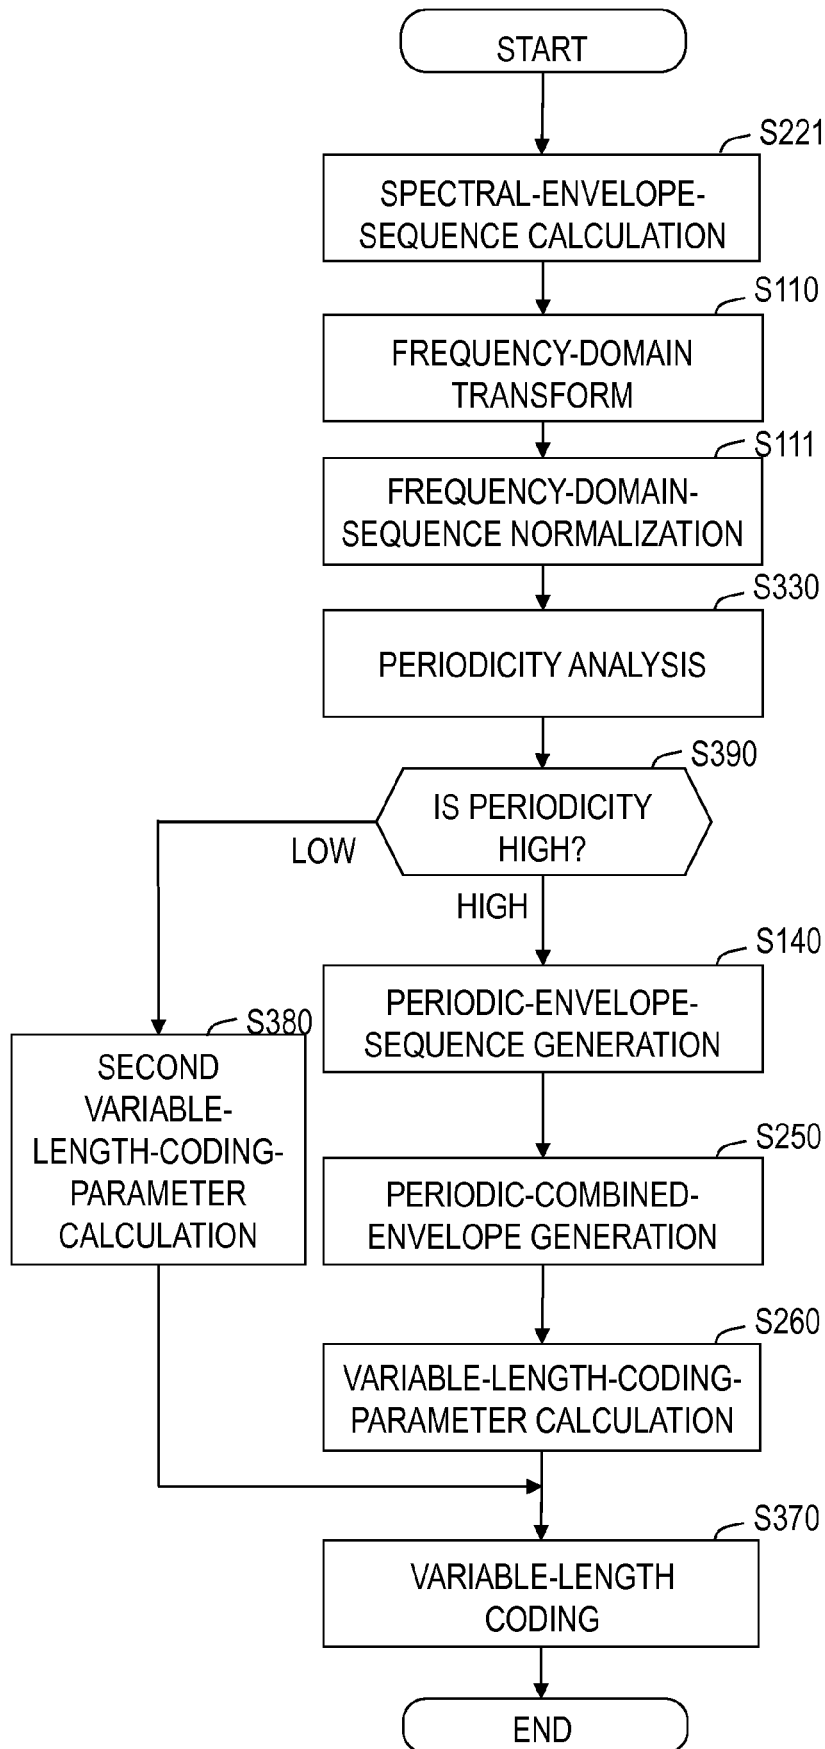 START
S221
SPECTRAL-ENVELOPE-
SEQUENCE CALCULATION
S110
FREQUENCY-DOMAIN
TRANSFORM
S111
FREQUENCY-DOMAIN-
SEQUENCE NORMALIZATION
S330
PERIODICITY ANALYSIS
S390
IS PERIODICITY
HIGH?
LOW
HIGH
S140
PERIODIC-ENVELOPE-
SEQUENCE GENERATION
S380
SECOND
VARIABLE-
LENGTH-CODING-
PARAMETER
CALCULATION
S250
PERIODIC-COMBINED-
ENVELOPE GENERATION
S260
VARIABLE-LENGTH-CODING-
PARAMETER CALCULATION
S370
VARIABLE-LENGTH
CODING
END